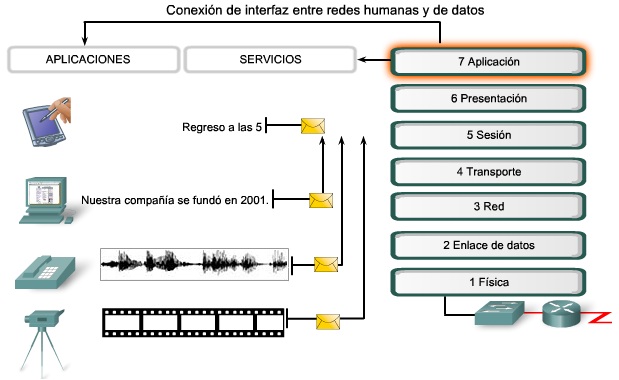 Conexión de interfaz entre redes humanas y de datos
APLICACIONES
SERVICIOS
7 Aplicación
6 Presentación
5 Sesión
4 Transporte
3 Red
2 Enlace de datos
1 Física
Regreso a las 5
Nuestra compañía se fundó en 2001.